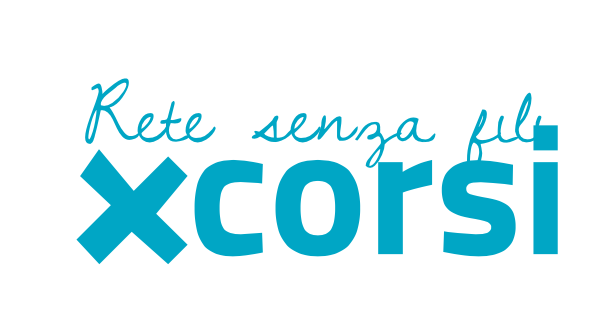 Rete senza fili
xcorsi